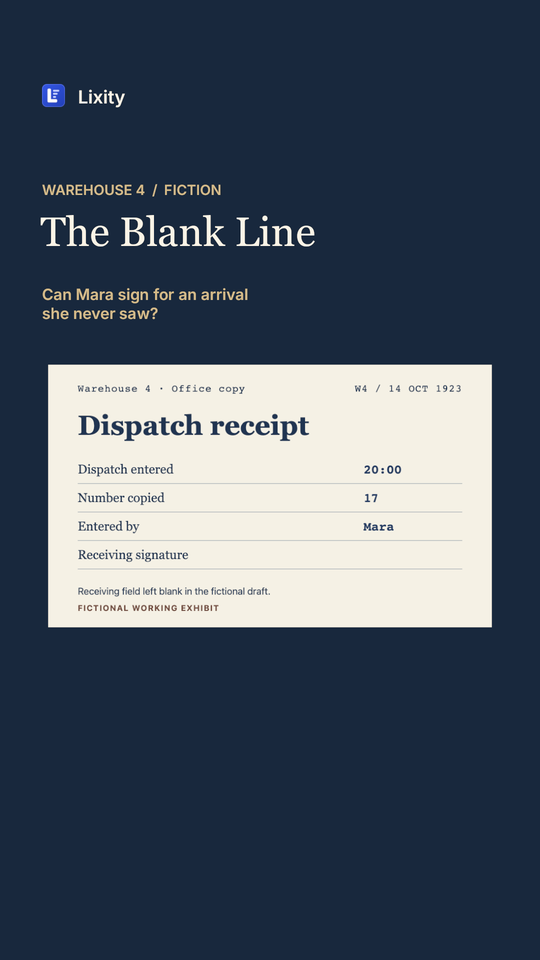 Lixity
WAREHOUSE 4 / FICTION
The Blank Line
Can Mara sign for an arrival
she never saw?
Warehouse 4 · Office copy
W4 / 14 OCT 1923
Dispatch receipt
Dispatch entered 20:00
Number copied 17
Entered by Mara
Receiving signature
Receiving field left blank in the fictional draft.
FICTIONAL WORKING EXHIBIT